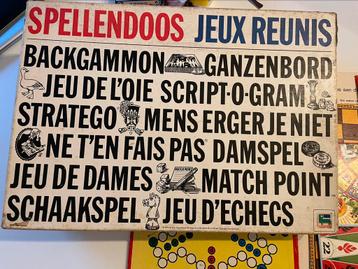 SPELLENDOOS JEUX REUNIS
BACKGAMMON GANZENBORD
JEU DE L'OIE SCRIPT-O-GRAM
STRATEGO MENS ERGER JE NIET
NE T'EN FAIS PAS DAMSPEL
JEU DE DAMES MATCH POINT
SCHAAKSPEL JEU D'ECHECS
22